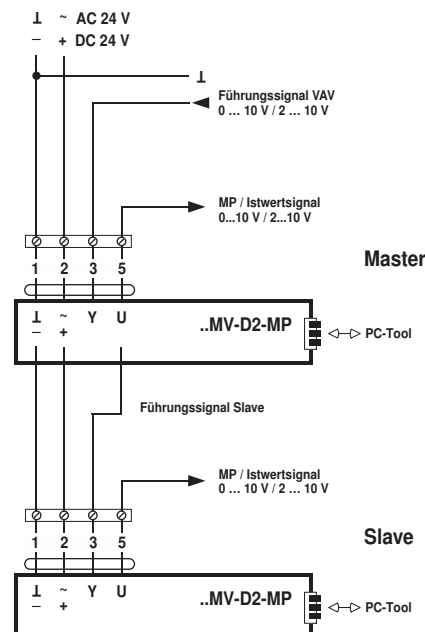 ⊥ ~ AC 24 V
– + DC 24 V
⊥
Führungssignal VAV
0 ... 10 V / 2 ... 10 V
MP / Istwertsignal
0...10 V / 2...10 V
1 2 3 5
Master
⊥ ~ Y U
– +
..MV-D2-MP
PC-Tool
Führungssignal Slave
MP / Istwertsignal
0 ... 10 V / 2 ... 10 V
1 2 3 5
Slave
⊥ ~ Y U
– +
..MV-D2-MP
PC-Tool